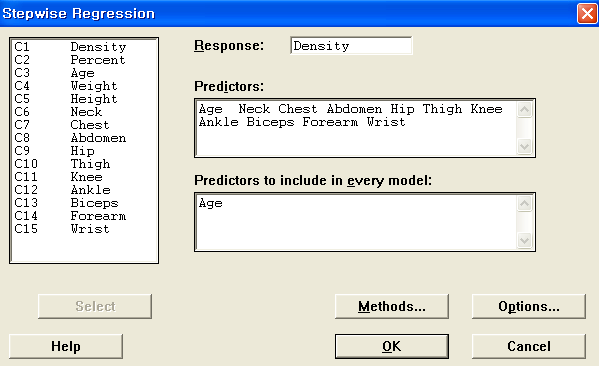 Stepwise Regression
C1 Density
C2 Percent
C3 Age
C4 Weight
C5 Height
C6 Neck
C7 Chest
C8 Abdomen
C9 Hip
C10 Thigh
C11 Knee
C12 Ankle
C13 Biceps
C14 Forearm
C15 Wrist
Response: Density
Predictors:
Age Neck Chest Abdomen Hip Thigh Knee
Ankle Biceps Forearm Wrist
Predictors to include in every model:
Age
Select
Methods...
Options...
Help
OK
Cancel